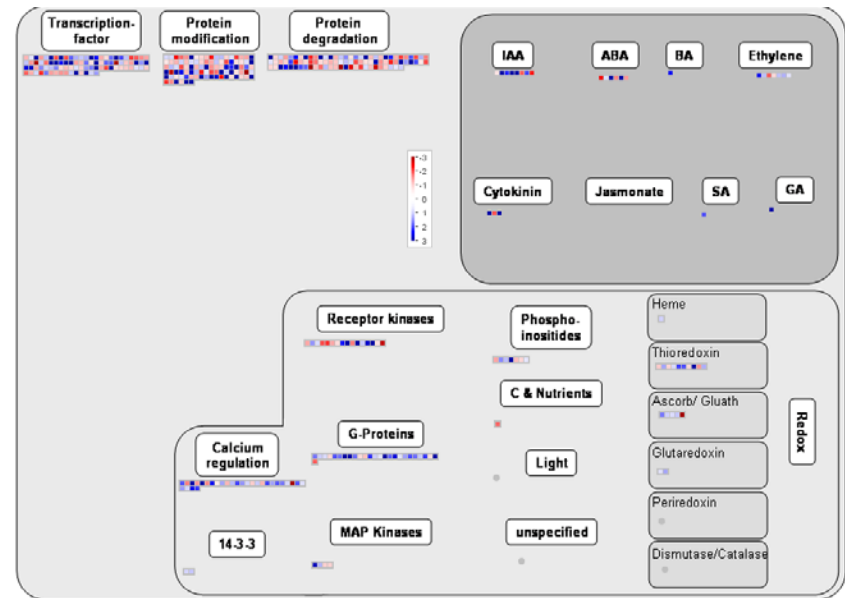 Transcription-
factor
Protein
modification
Protein
degradation
IAA
ABA
BA
Ethylene
-3
-2
-1
0
1
2
3
Cytokinin
Jasmonate
SA
GA
Receptor kinases
Phospho-
inositides
Heme
Thioredoxin
C & Nutrients
Ascorb/ Gluath
Redox
G-Proteins
Calcium
regulation
Light
Glutaredoxin
14-3-3
MAP Kinases
unspecified
Periredoxin
Dismutase/Catalase